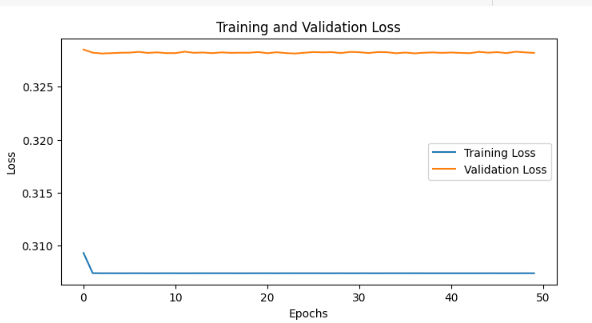 Training and Validation Loss
Loss
0.325
0.320
0.315
0.310
Training Loss
Validation Loss
0
10
20
30
40
50
Epochs